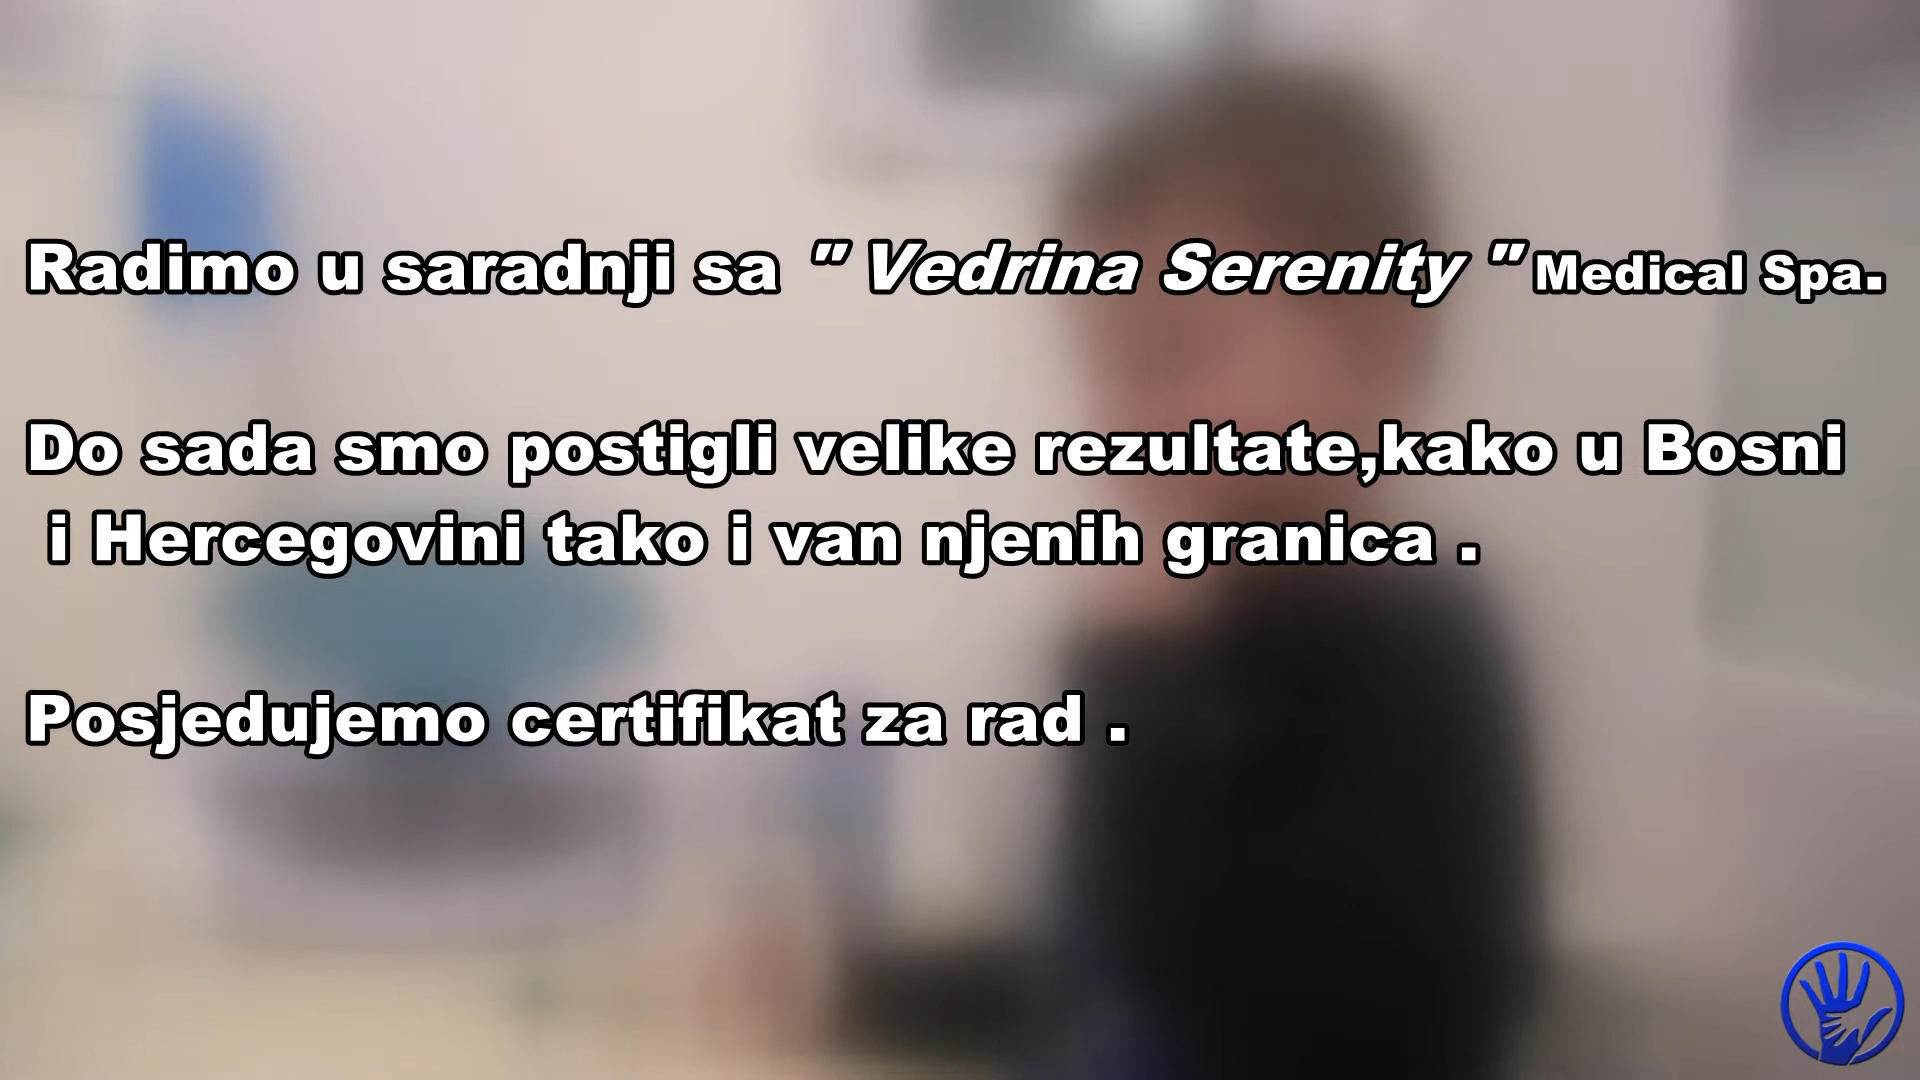 Radimo u saradnji sa " Vedrina Serenity " Medical Spa.
Do sada smo postigli velike rezultate,kako u Bosni
i Hercegovini tako i van njenih granica .
Posjedujemo certifikat za rad .